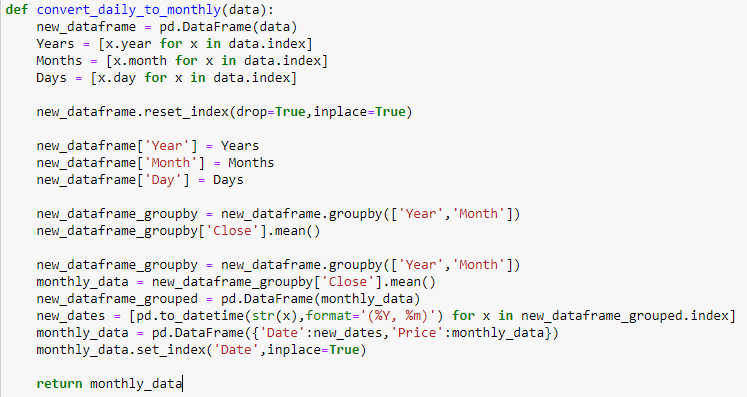 def convert_daily_to_monthly(data):
    new_dataframe = pd.DataFrame(data)
    Years = [x.year for x in data.index]
    Months = [x.month for x in data.index]
    Days = [x.day for x in data.index]

    new_dataframe.reset_index(drop=True,inplace=True)

    new_dataframe['Year'] = Years
    new_dataframe['Month'] = Months
    new_dataframe['Day'] = Days

    new_dataframe_groupby = new_dataframe.groupby(['Year','Month'])
    new_dataframe_groupby['Close'].mean()

    new_dataframe_groupby = new_dataframe.groupby(['Year','Month'])
    monthly_data = new_dataframe_groupby['Close'].mean()
    new_dataframe_grouped = pd.DataFrame(monthly_data)
    new_dates = [pd.to_datetime(str(x),format='(%Y, %m)') for x in new_dataframe_grouped.index]
    monthly_data = pd.DataFrame({'Date':new_dates,'Price':monthly_data})
    monthly_data.set_index('Date',inplace=True)

    return monthly_data